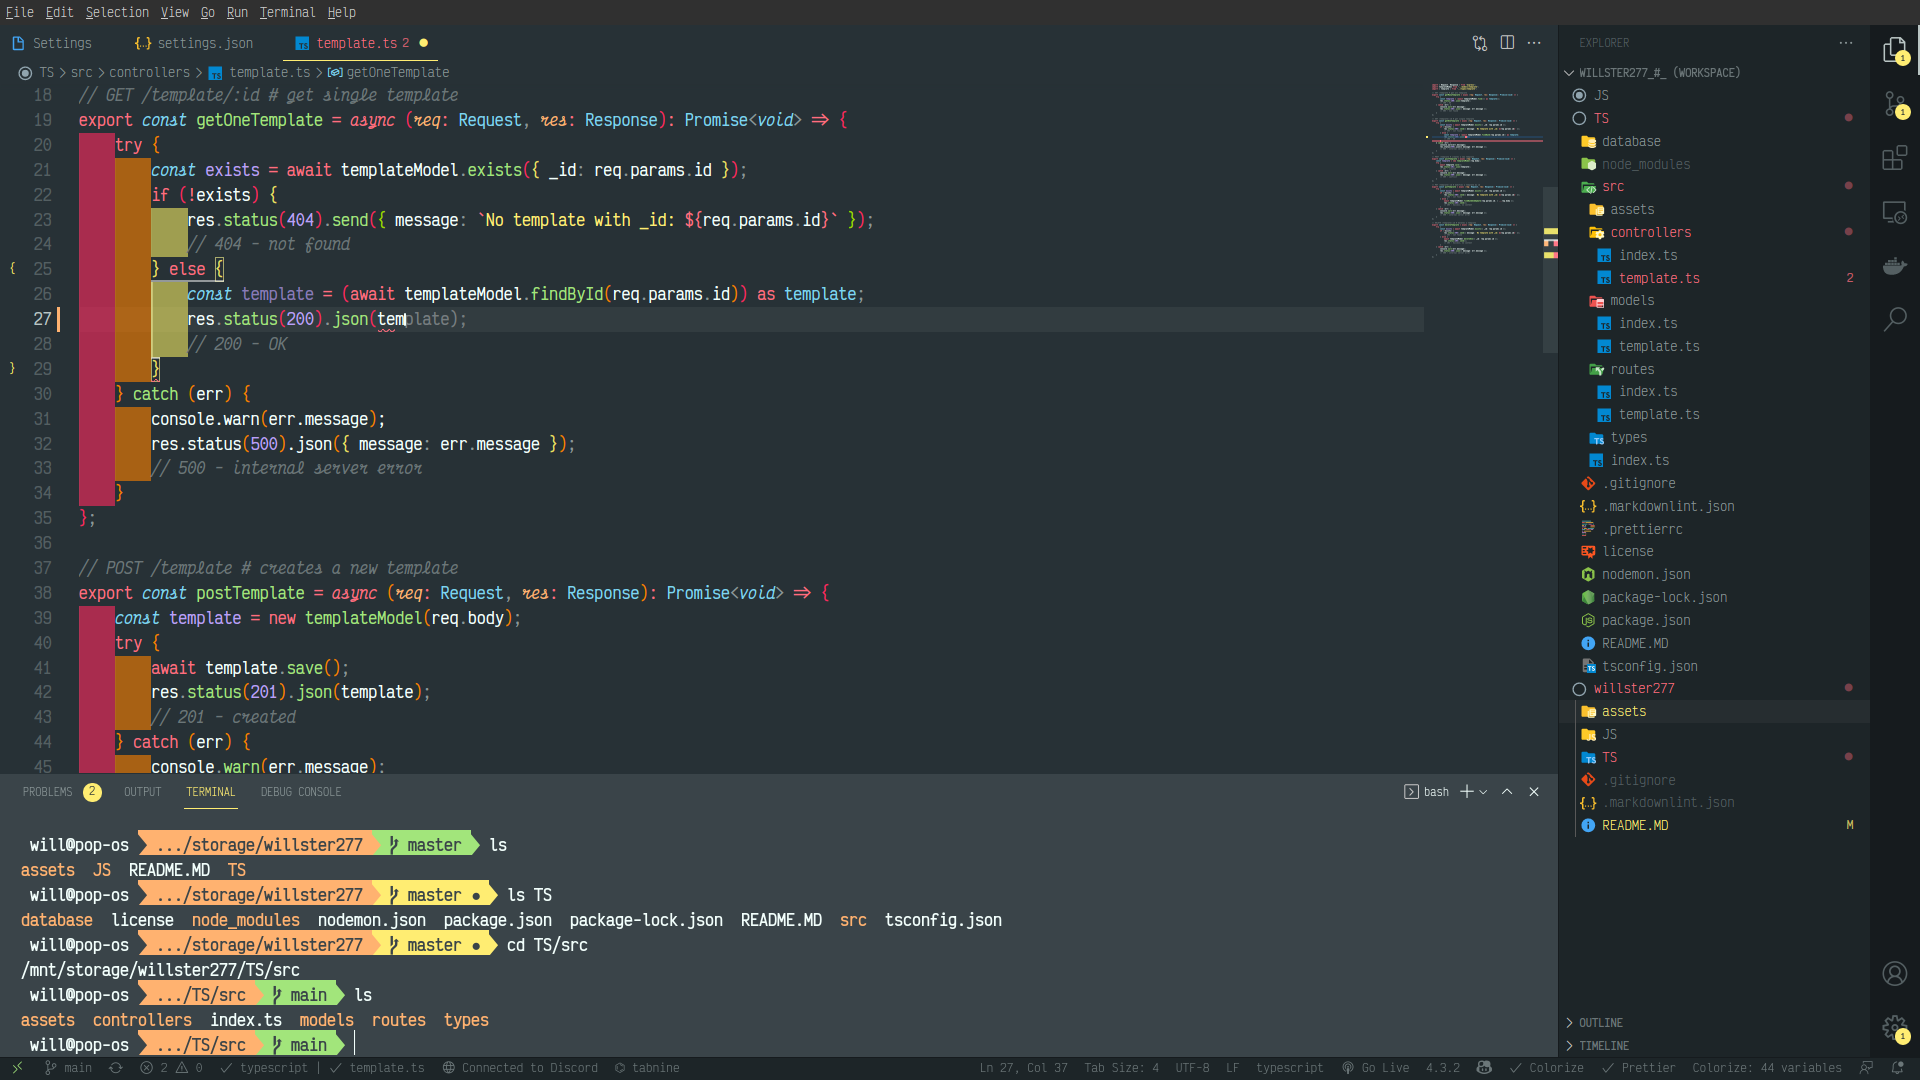 File Edit Selection View Go Run Terminal Help
Settings settings.json template.ts 2
TS > src > controllers > template.ts > getOneTemplate
18 // GET /template/:id # get single template
19 export const getOneTemplate = async (req: Request, res: Response): Promise<void> => {
20 try {
21 const exists = await templateModel.exists({ _id: req.params.id });
22 if (!exists) {
23 res.status(404).send({ message: `No template with _id: ${req.params.id}` });
24 // 404 - not found
{ 25 } else {
26 const template = (await templateModel.findById(req.params.id)) as template;
27 res.status(200).json(template);
28 // 200 - OK
} 29 }
30 } catch (err) {
31 console.warn(err.message);
32 res.status(500).json({ message: err.message });
33 // 500 - internal server error
34 }
35 };
36
37 // POST /template # creates a new template
38 export const postTemplate = async (req: Request, res: Response): Promise<void> => {
39 const template = new templateModel(req.body);
40 try {
41 await template.save();
42 res.status(201).json(template);
43 // 201 - created
44 } catch (err) {
45 console.warn(err.message);
PROBLEMS 2 OUTPUT TERMINAL DEBUG CONSOLE
bash
will@pop-os .../storage/willster277 master ls
assets JS README.MD TS
will@pop-os .../storage/willster277 master ● ls TS
database license node_modules nodemon.json package.json package-lock.json README.MD src tsconfig.json
will@pop-os .../storage/willster277 master ● cd TS/src
/mnt/storage/willster277/TS/src
will@pop-os .../TS/src main ls
assets controllers index.ts models routes types
will@pop-os .../TS/src main
EXPLORER
WILLSTER277_#_ (WORKSPACE)
JS
TS
database
node_modules
src
assets
controllers
index.ts
template.ts 2
models
index.ts
template.ts
routes
index.ts
template.ts
types
index.ts
.gitignore
.markdownlint.json
.prettierrc
license
nodemon.json
package-lock.json
package.json
README.MD
tsconfig.json
willster277
assets
JS
TS
.gitignore
.markdownlint.json
README.MD M
OUTLINE
TIMELINE
1
1
1
main 2 0 typescript | template.ts Connected to Discord tabnine
Ln 27, Col 37 Tab Size: 4 UTF-8 LF typescript Go Live 4.3.2 Colorize Prettier Colorize: 44 variables